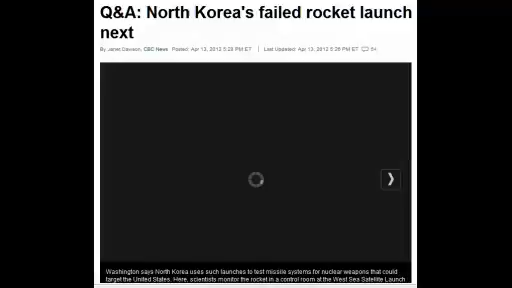 Q&A: North Korea's failed rocket launch
next
By Janet Davison, CBC News Posted: Apr 13, 2012 5:29 PM ET | Last Updated: Apr 13, 2012 5:28 PM ET
Washington says North Korea uses such launches to test missile systems for nuclear weapons that could
target the United States. Here, scientists monitor the rocket in a control room at the West Sea Satellite Launch